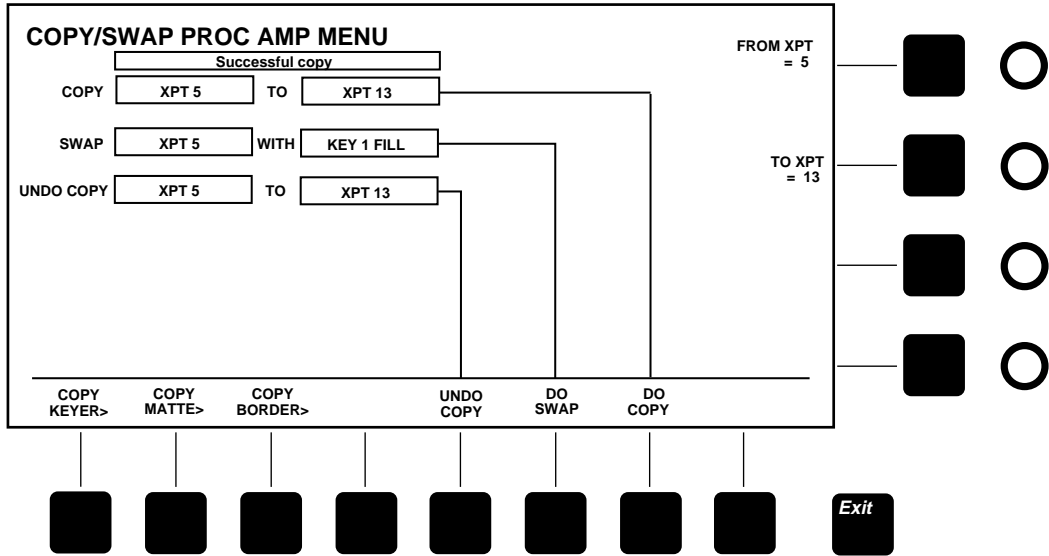 COPY/SWAP PROC AMP MENU
Successful copy
COPY XPT 5 TO XPT 13
SWAP XPT 5 WITH KEY 1 FILL
UNDO COPY XPT 5 TO XPT 13
FROM XPT
= 5
TO XPT
= 13
COPY
KEYER>
COPY
MATTE>
COPY
BORDER>
UNDO
COPY
DO
SWAP
DO
COPY
Exit